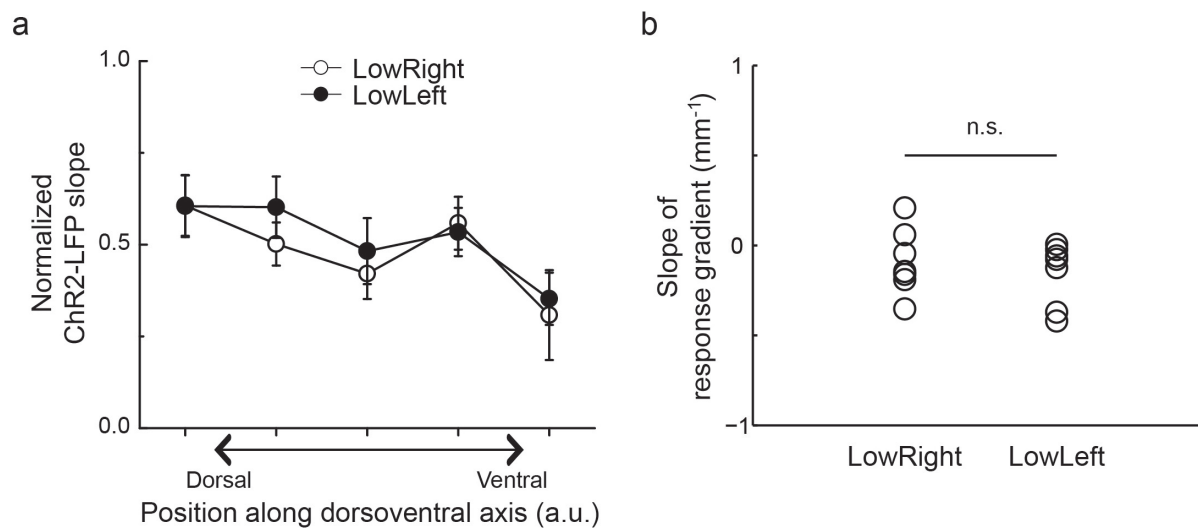 a
1.0
0.5
0.0
Normalized
ChR2-LFP slope
LowRight
LowLeft
Dorsal
Ventral
Position along dorsoventral axis (a.u.)
b
1
0
−1
Slope of
response gradient (mm⁻¹)
n.s.
LowRight
LowLeft